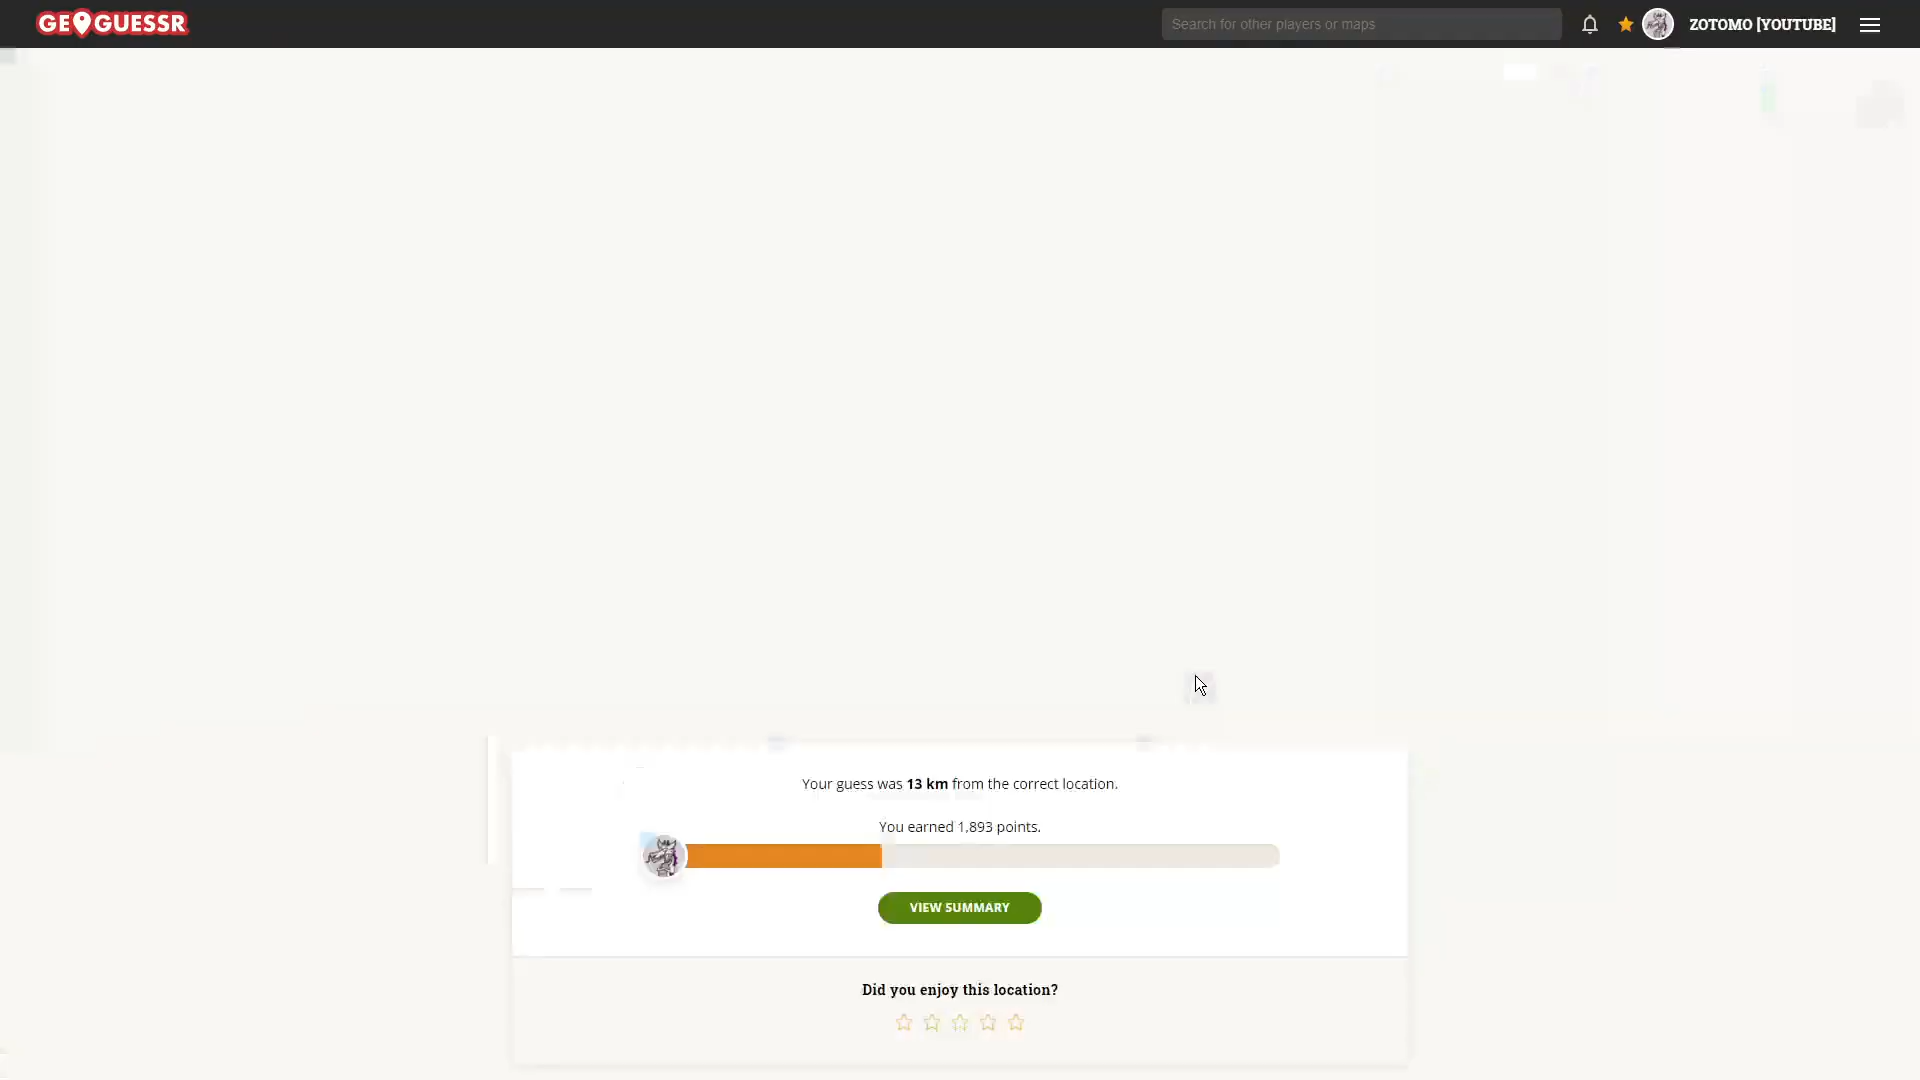 GEOGUESSR
Search for other players or maps
ZOTOMO [YOUTUBE]
Your guess was 13 km from the correct location.
You earned 1,893 points.
VIEW SUMMARY
Did you enjoy this location?